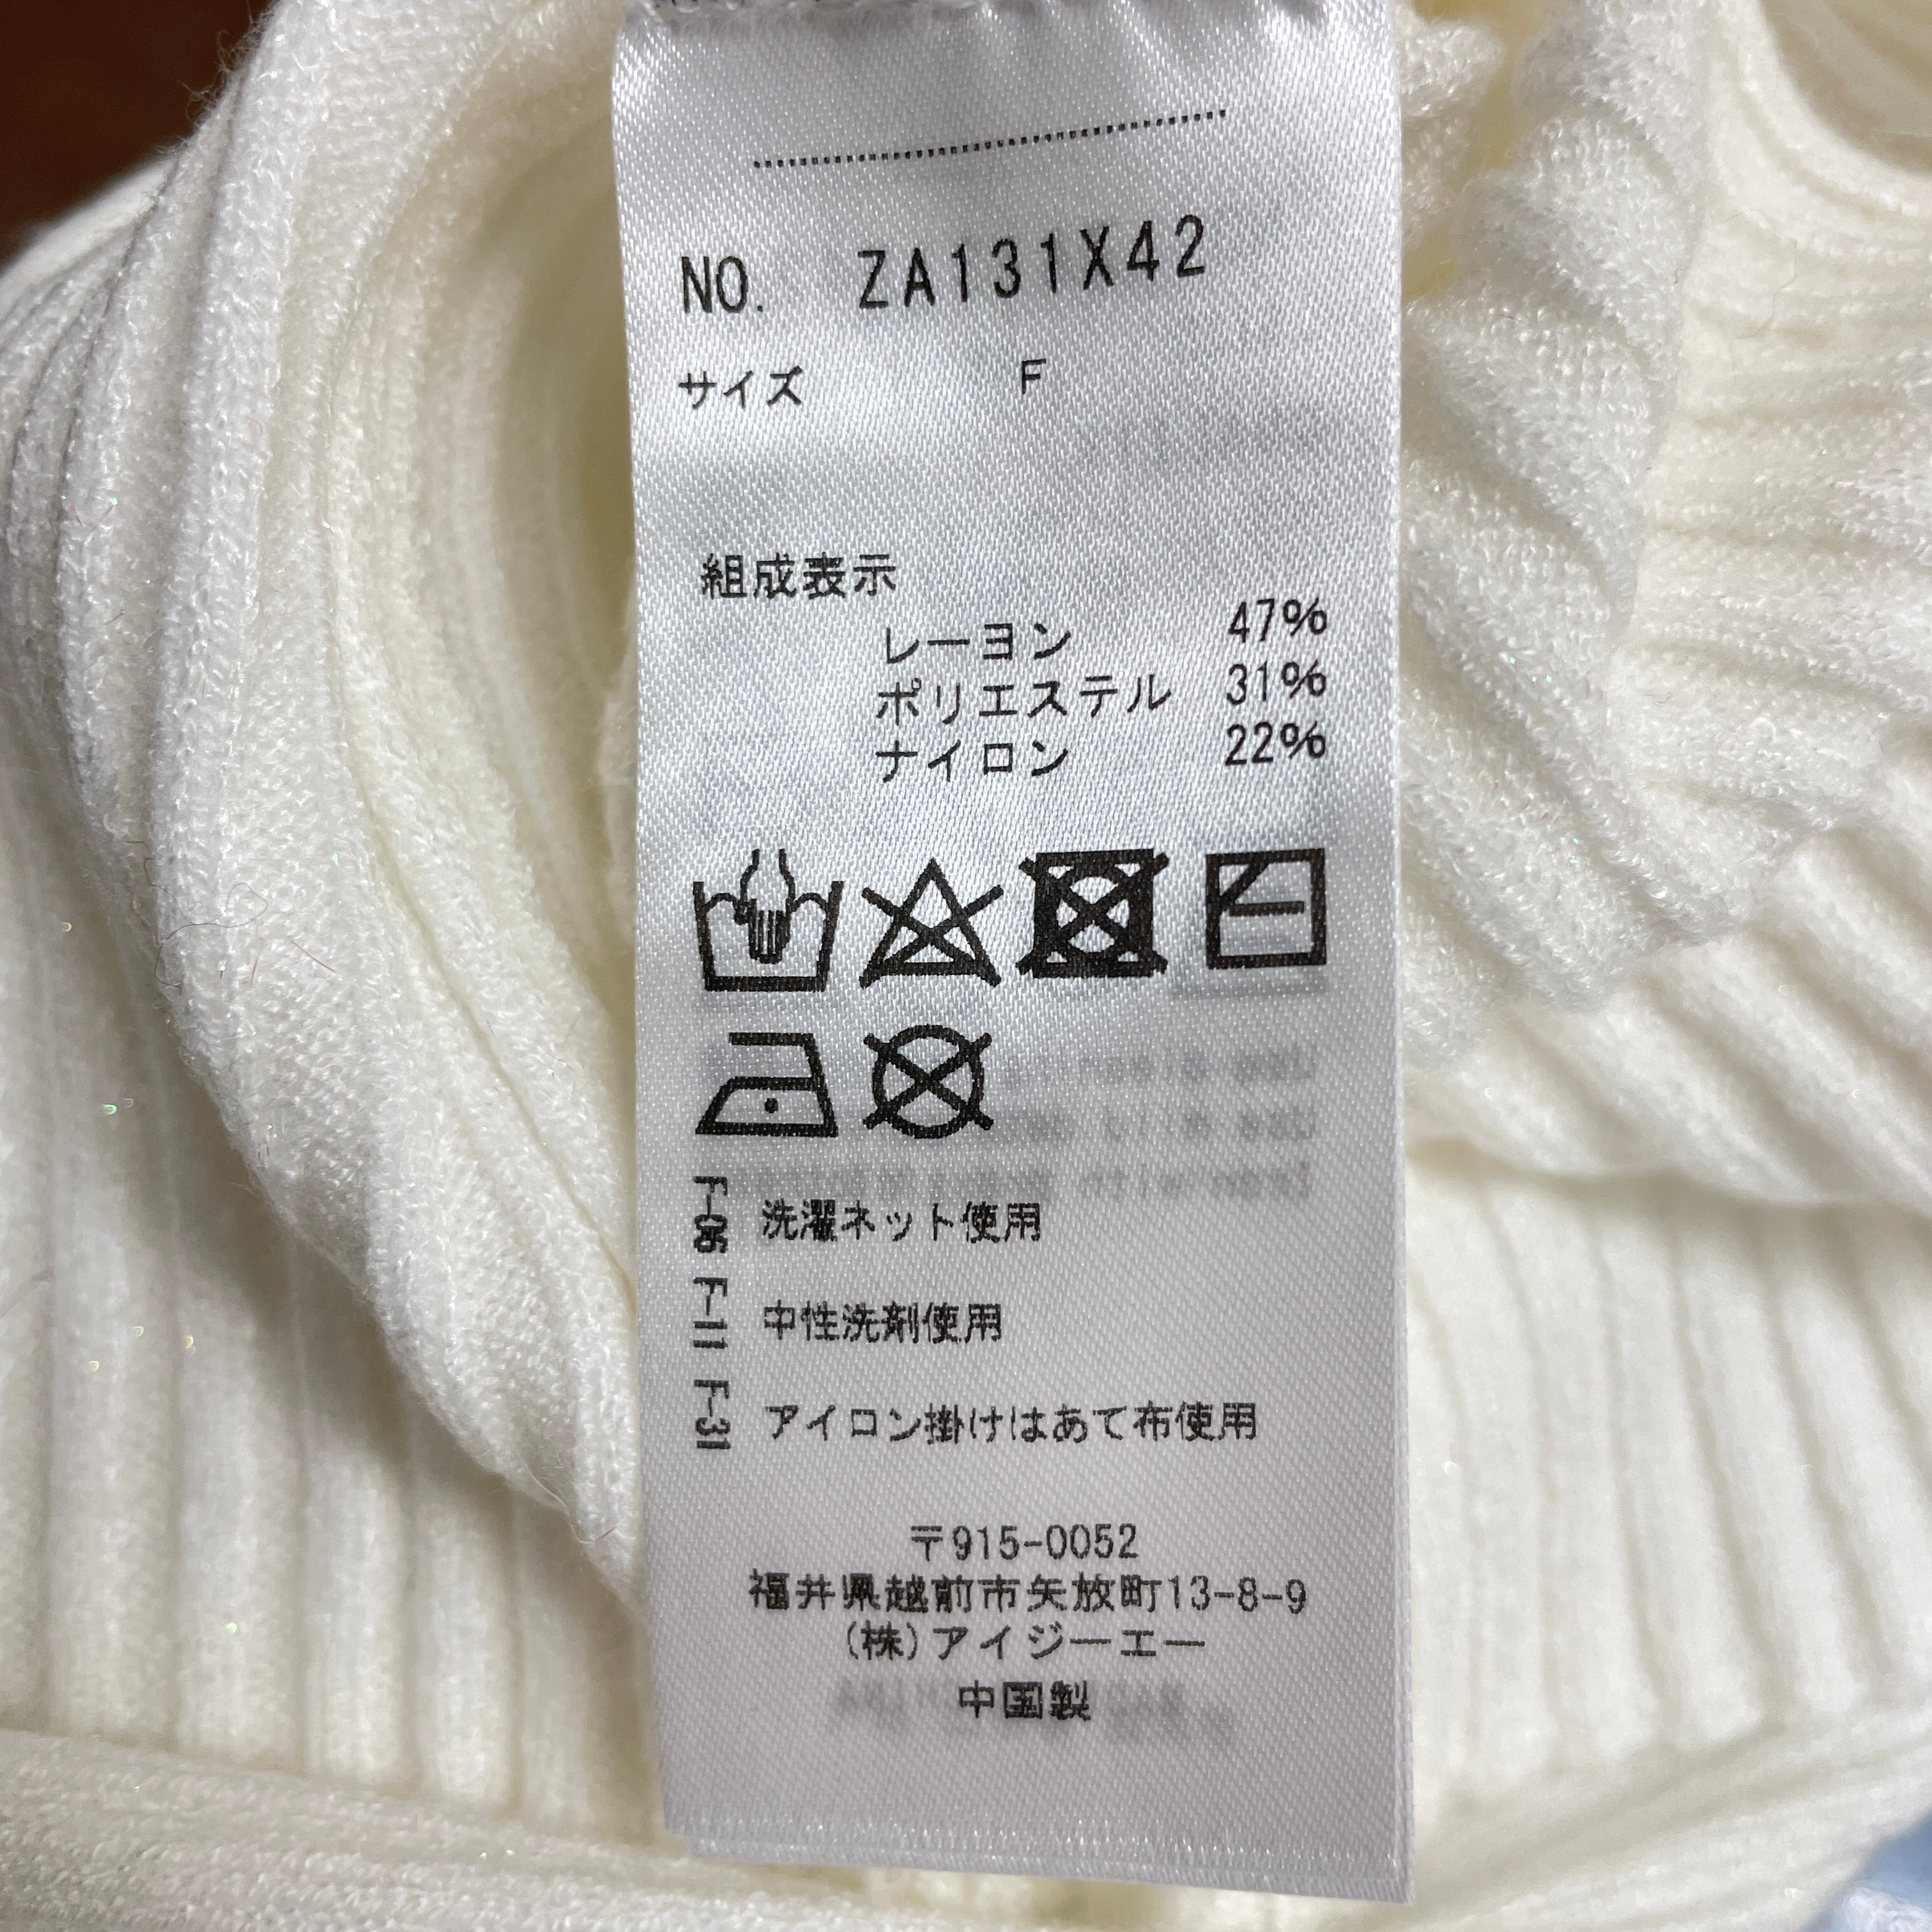 NO. ZA131X42
サイズ F
組成表示
レーヨン 47%
ポリエステル 31%
ナイロン 22%
F-06 洗濯ネット使用
F-11 中性洗剤使用
F-31 アイロン掛けはあて布使用
〒915-0052
福井県越前市矢放町13-8-9
(株)アイジーエー
中国製